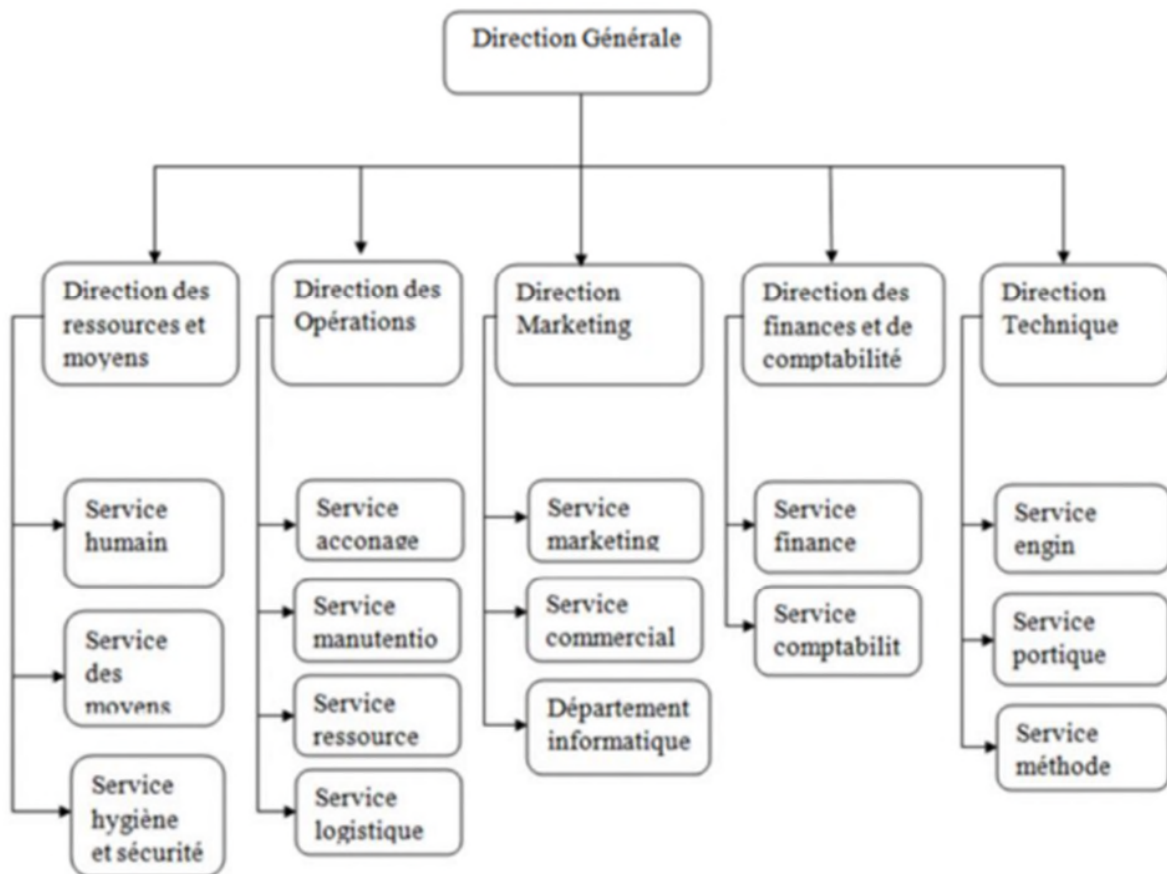 Direction Générale
Direction des
ressources et
moyens
Direction des
Opérations
Direction
Marketing
Direction des
finances et de
comptabilité
Direction
Technique
Service
humain
Service
des
moyens
Service
hygiène
et sécurité
Service
acconage
Service
manutentio
Service
ressource
Service
logistique
Service
marketing
Service
commercial
Département
informatique
Service
finance
Service
comptabilit
Service
engin
Service
portique
Service
méthode